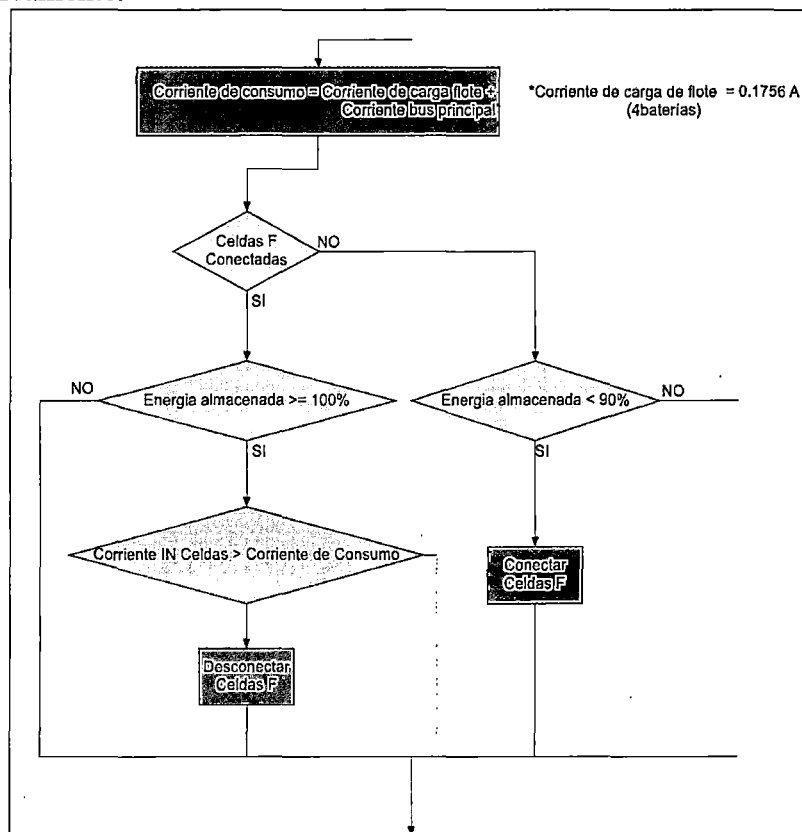 Corriente de consumo = Corriente de carga flote +
Corriente bus principal
*Corriente de carga de flote = 0.1756 A
(4baterías)
Celdas F
Conectadas
NO
SI
NO
Energia almacenada >= 100%
Energia almacenada < 90%
NO
SI
SI
Corriente IN Celdas > Corriente de Consumo
Conectar
Celdas F
Desconectar
Celdas F